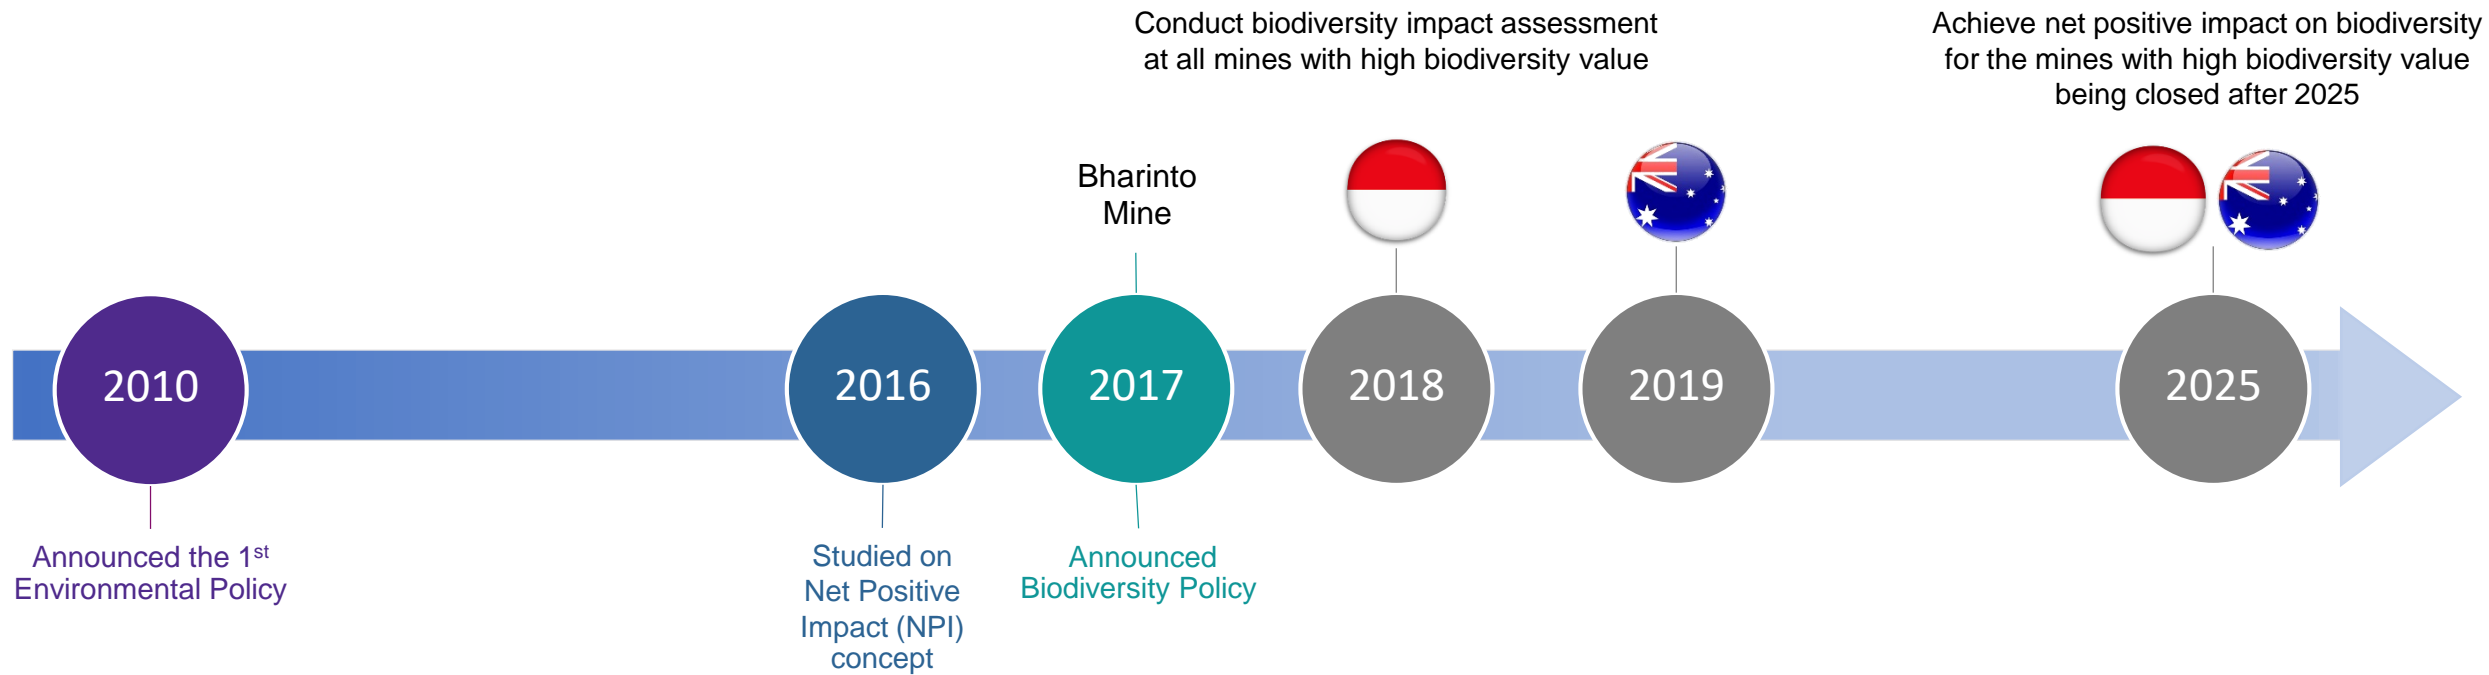 Conduct biodiversity impact assessment
at all mines with high biodiversity value
Achieve net positive impact on biodiversity
for the mines with high biodiversity value
being closed after 2025
Bharinto
Mine
2010
2016
2017
2018
2019
2025
Announced the 1st
Environmental Policy
Studied on
Net Positive
Impact (NPI)
concept
Announced
Biodiversity Policy